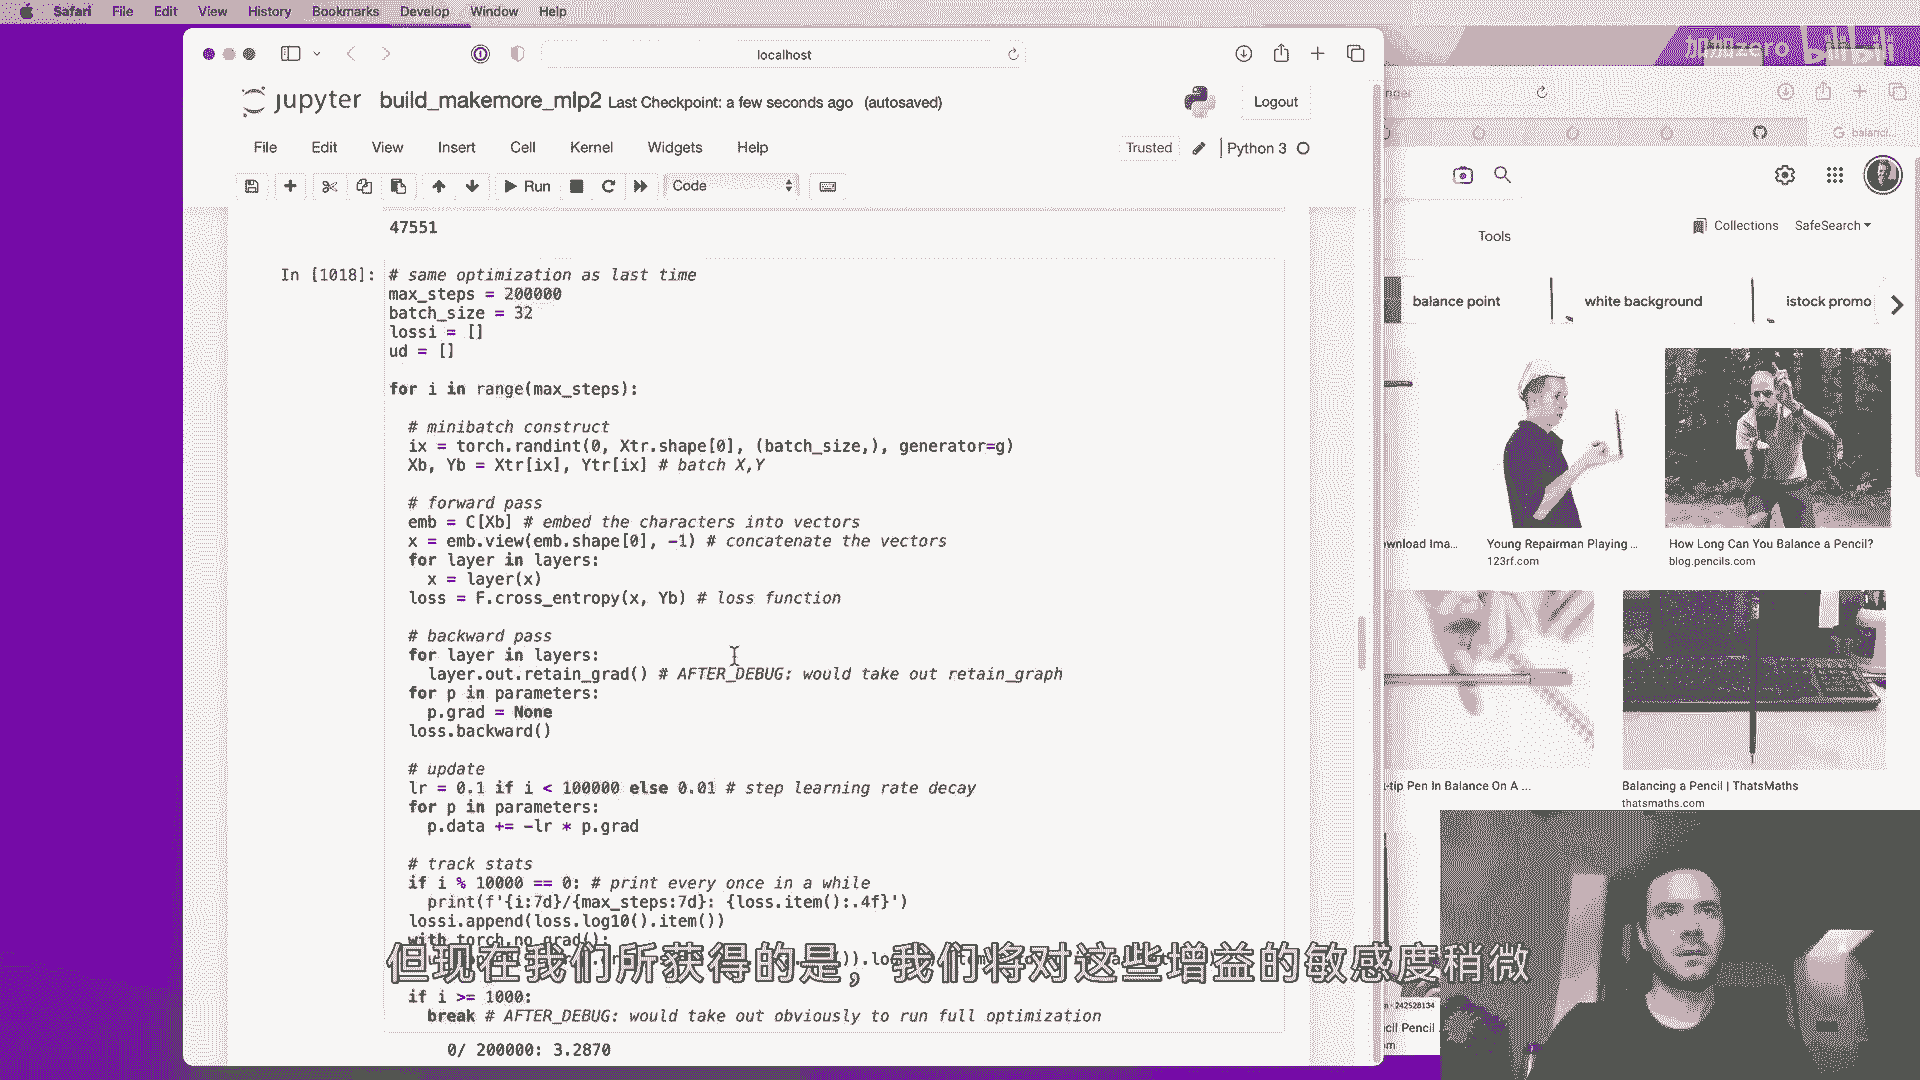 Safari File Edit View History Bookmarks Develop Window Help
加加zero bilibili
localhost
jupyter build_makemore_mlp2 Last Checkpoint: a few seconds ago (autosaved)
Logout
File Edit View Insert Cell Kernel Widgets Help
Trusted Python 3
Run Code
47551
In [1018]: # same optimization as last time
max_steps = 200000
batch_size = 32
lossi = []
ud = []
for i in range(max_steps):
# minibatch construct
ix = torch.randint(0, Xtr.shape[0], (batch_size,), generator=g)
Xb, Yb = Xtr[ix], Ytr[ix] # batch X,Y
# forward pass
emb = C[Xb] # embed the characters into vectors
x = emb.view(emb.shape[0], -1) # concatenate the vectors
for layer in layers:
x = layer(x)
loss = F.cross_entropy(x, Yb) # loss function
# backward pass
for layer in layers:
layer.out.retain_grad() # AFTER_DEBUG: would take out retain_graph
for p in parameters:
p.grad = None
loss.backward()
# update
lr = 0.1 if i < 100000 else 0.01 # step learning rate decay
for p in parameters:
p.data += -lr * p.grad
# track stats
if i % 10000 == 0: # print every once in a while
print(f'{i:7d}/{max_steps:7d}: {loss.item():.4f}')
lossi.append(loss.log10().item())
with torch.no_grad():
但现在我们所获得的是，我们将对这些增益的敏感度稍微
if i >= 1000:
break # AFTER_DEBUG: would take out obviously to run full optimization
0/ 200000: 3.2870
balanci...
Collections SafeSearch
Tools
balance point white background istock promo
Young Repairman Playing ...
123rf.com
How Long Can You Balance a Pencil?
blog.pencils.com
wnload Ima...
-tip Pen In Balance On A ...
Balancing a Pencil | ThatsMaths
thatsmaths.com
242528134
cil Pencil